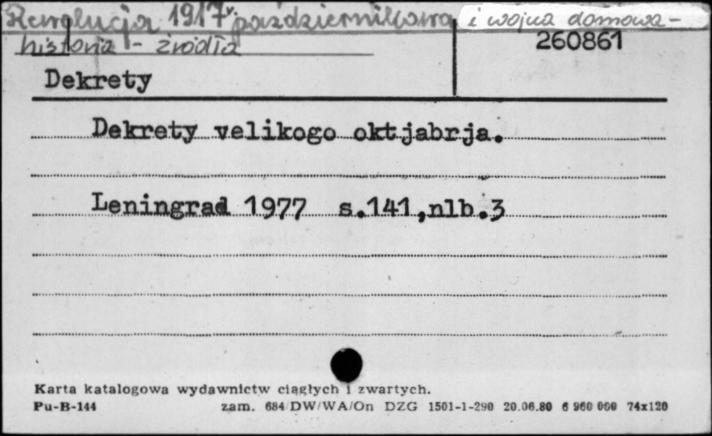 Rewolucja 1917r. październikowa i wojna domowa -
historia - źródła
260861
Dekrety
Dekrety velikogo oktjabrja.
Leningrad 1977 s.141,nlb.3
Karta katalogowa wydawnictw ciągłych i zwartych.
Pu-B-144 zam. 684/DW/WA/On DZG 1501-1-290 20.06.80 6 960 000 74x120